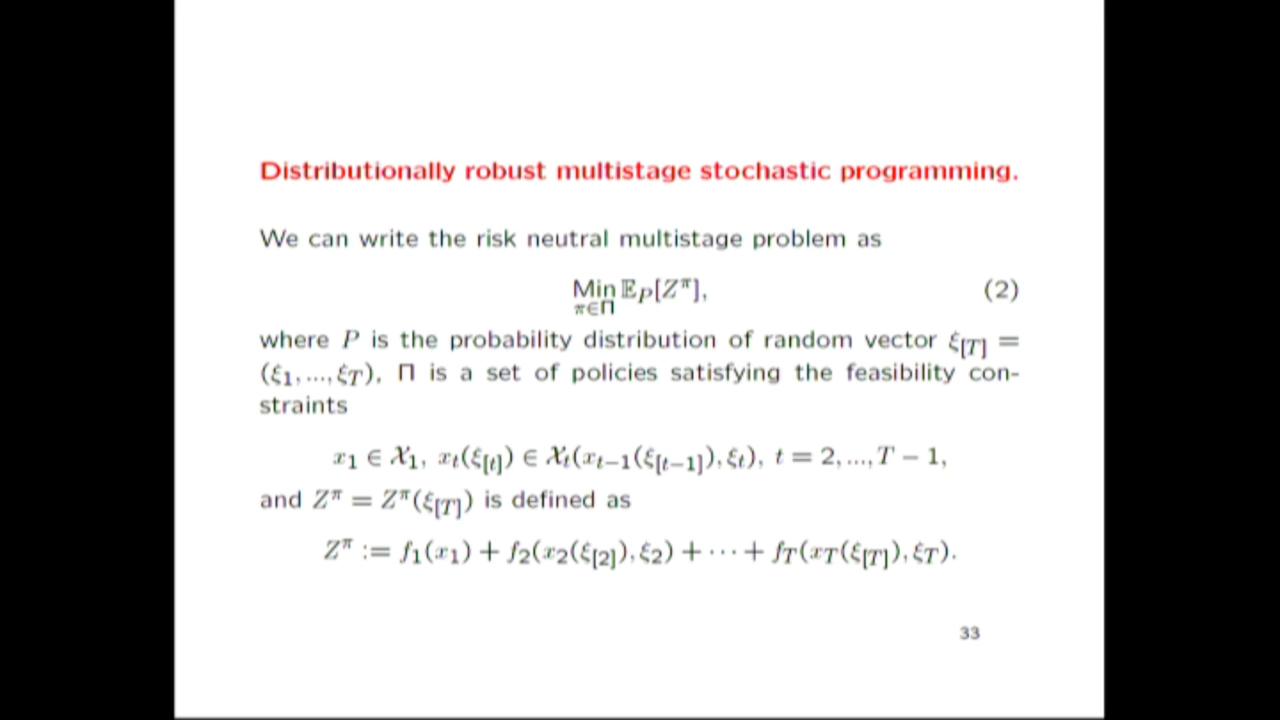 Distributionally robust multistage stochastic programming.
We can write the risk neutral multistage problem as
Min 𝔼_P[Z^π], (2)
π∈Π
where P is the probability distribution of random vector ξ_[T] =
(ξ_1, ..., ξ_T), Π is a set of policies satisfying the feasibility con-
straints
x_1 ∈ 𝒳_1, x_t(ξ_[t]) ∈ 𝒳_t(x_{t−1}(ξ_[t−1]), ξ_t), t = 2, ..., T − 1,
and Z^π = Z^π(ξ_[T]) is defined as
Z^π := f_1(x_1) + f_2(x_2(ξ_[2]), ξ_2) + ⋯ + f_T(x_T(ξ_[T]), ξ_T).
33